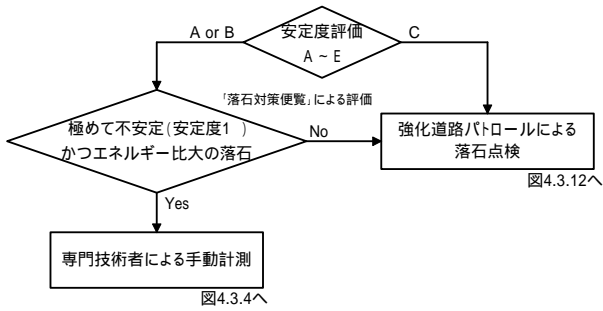 安定度評価
A ~ E
A or B
C
「落石対策便覧」による評価
極めて不安定(安定度1 )
かつエネルギー比大の落石
No
強化道路パトロールによる
落石点検
図4.3.12へ
Yes
専門技術者による手動計測
図4.3.4へ